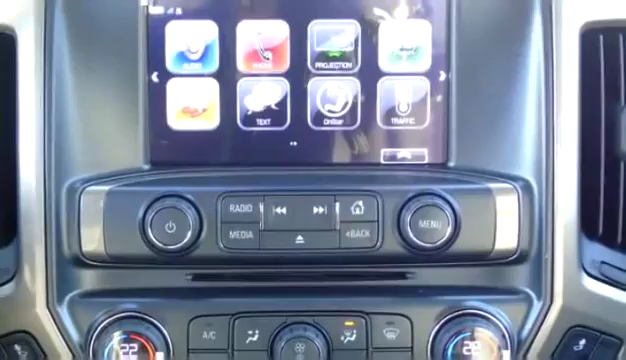 AUDIO PHONE PROJECTION
TEXT OnStar TRAFFIC
RADIO
MEDIA <BACK
MENU
A/C
22